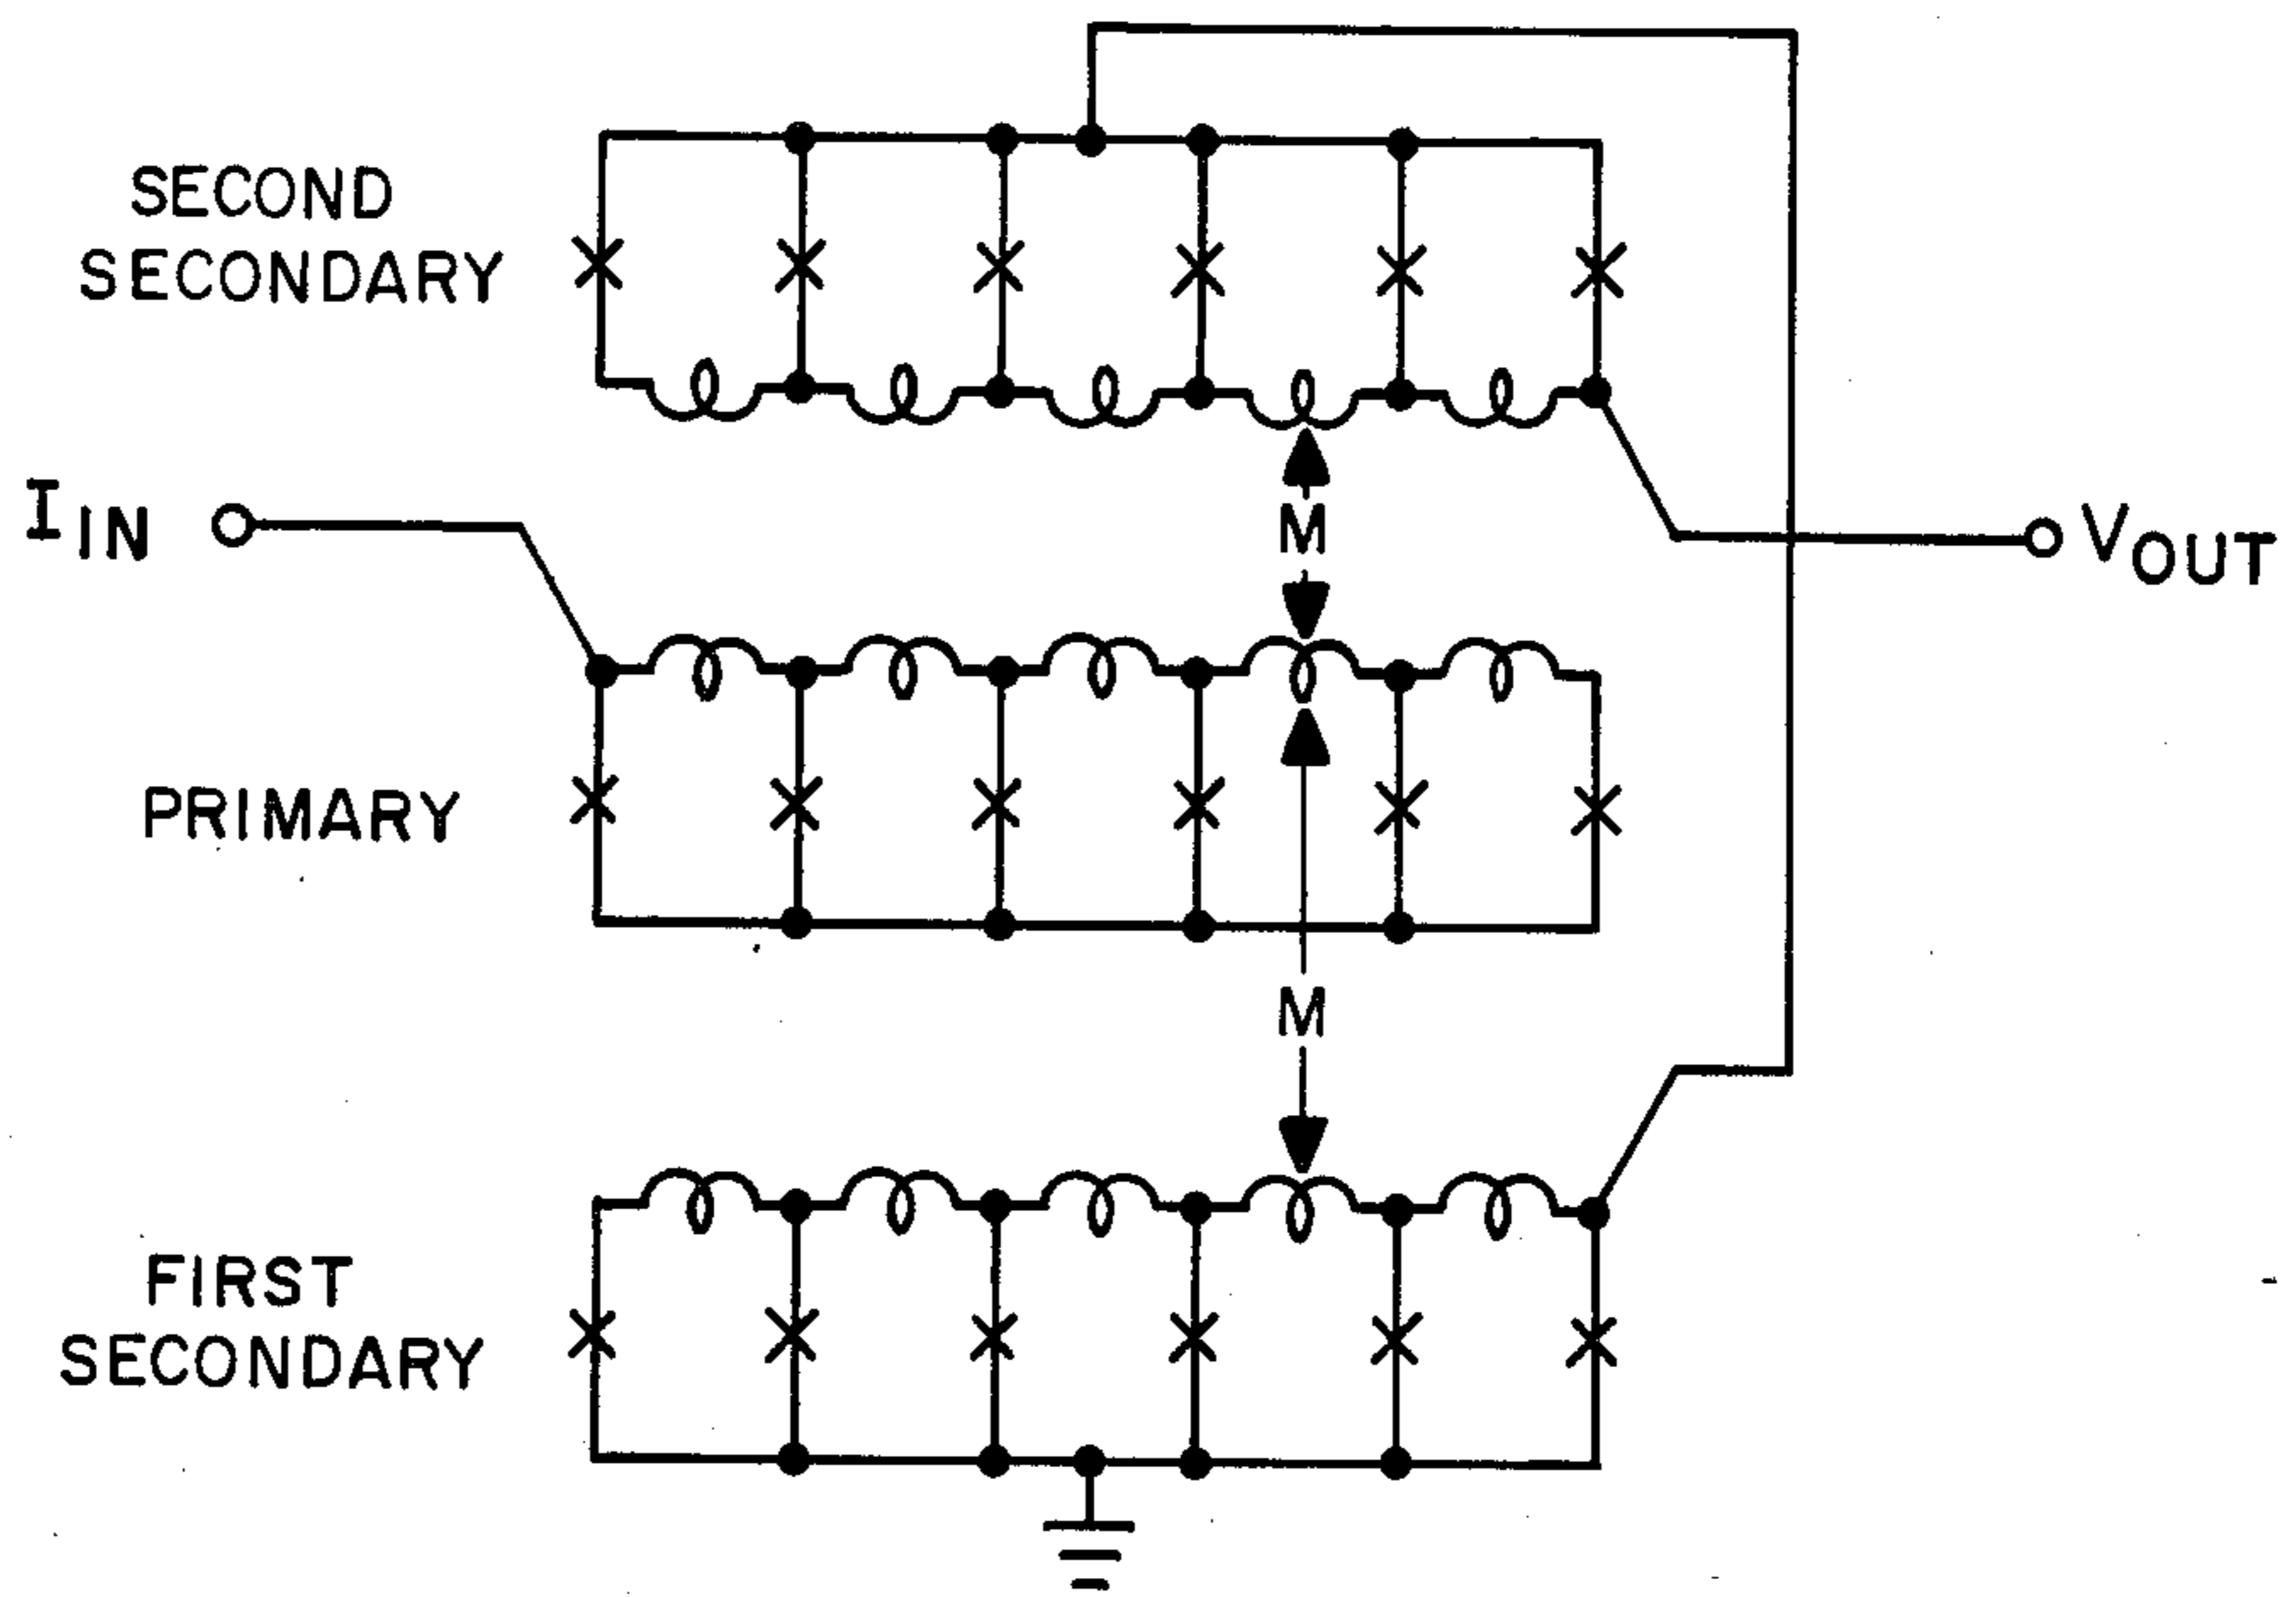 SECOND
SECONDARY
I IN
M
V OUT
PRIMARY
M
FIRST
SECONDARY